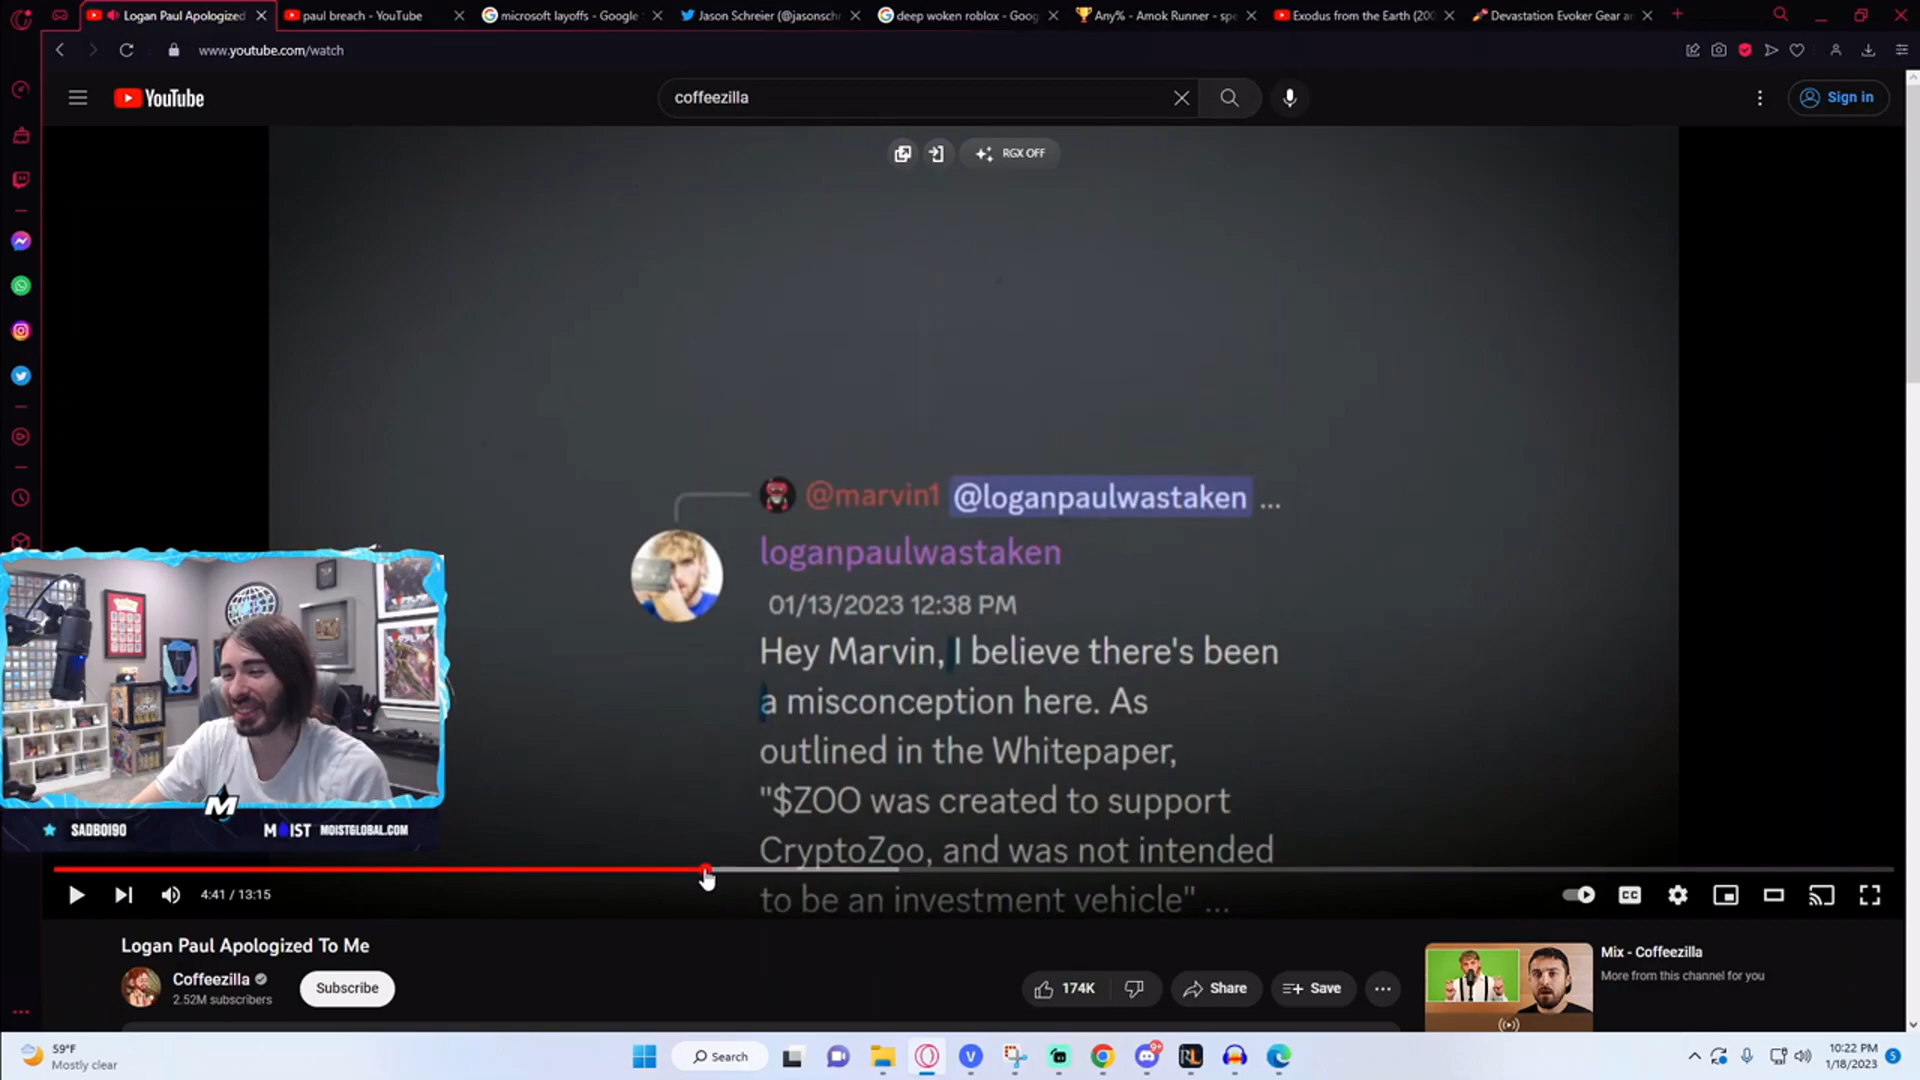 Logan Paul Apologized
paul breach - YouTube
microsoft layoffs - Google
Jason Schreier (@jasonschr
deep woken roblox - Goog
Any% - Amok Runner - spe
Exodus from the Earth (200
Devastation Evoker Gear an
www.youtube.com/watch
YouTube
coffeezilla
Sign in
RGX OFF
@marvin1 @loganpaulwastaken ...
loganpaulwastaken
01/13/2023 12:38 PM
Hey Marvin, I believe there's been
a misconception here. As
outlined in the Whitepaper,
"$ZOO was created to support
CryptoZoo, and was not intended
to be an investment vehicle" ...
M
SADBOI90
MOIST
MOISTGLOBAL.COM
4:41 / 13:15
CC
Logan Paul Apologized To Me
Coffeezilla
2.52M subscribers
Subscribe
174K
Share
Save
Mix - Coffeezilla
More from this channel for you
59°F
Mostly clear
Search
9+
10:22 PM
1/18/2023
5